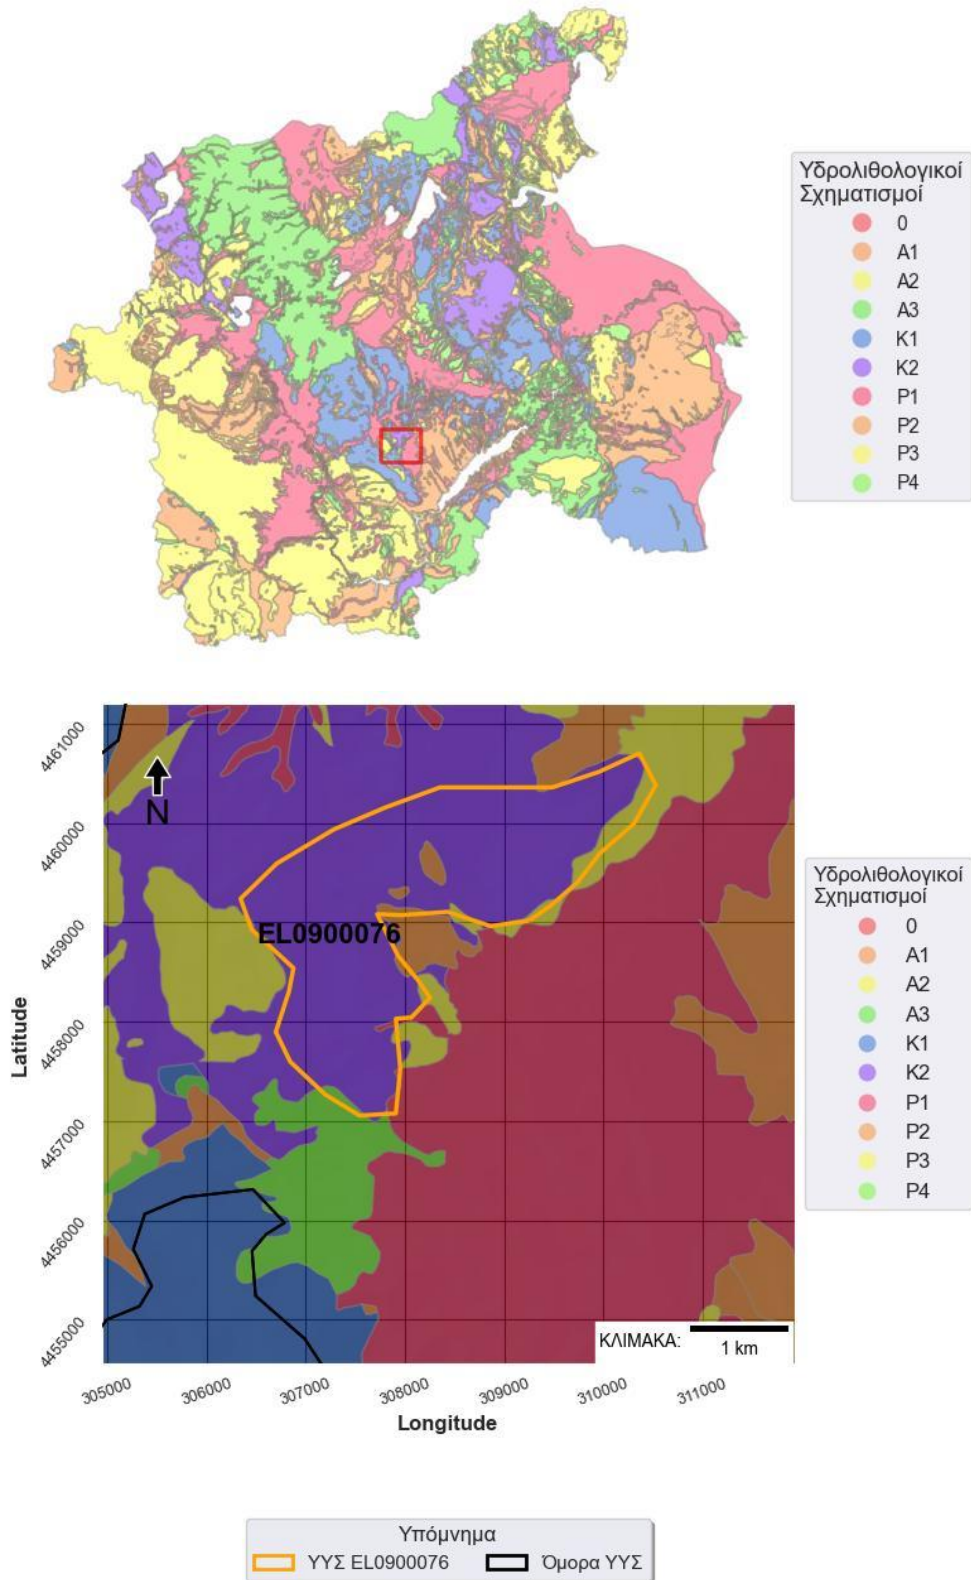 Υδρολιθολογικοί
Σχηματισμοί
0
A1
A2
A3
K1
K2
P1
P2
P3
P4
4461000
4460000
4459000
4458000
4457000
4456000
4455000
Latitude
N
EL0900076
ΚΛΙΜΑΚΑ:
1 km
305000
306000
307000
308000
309000
310000
311000
Longitude
Υδρολιθολογικοί
Σχηματισμοί
0
A1
A2
A3
K1
K2
P1
P2
P3
P4
Υπόμνημα
ΥΥΣ EL0900076
Όμορα ΥΥΣ